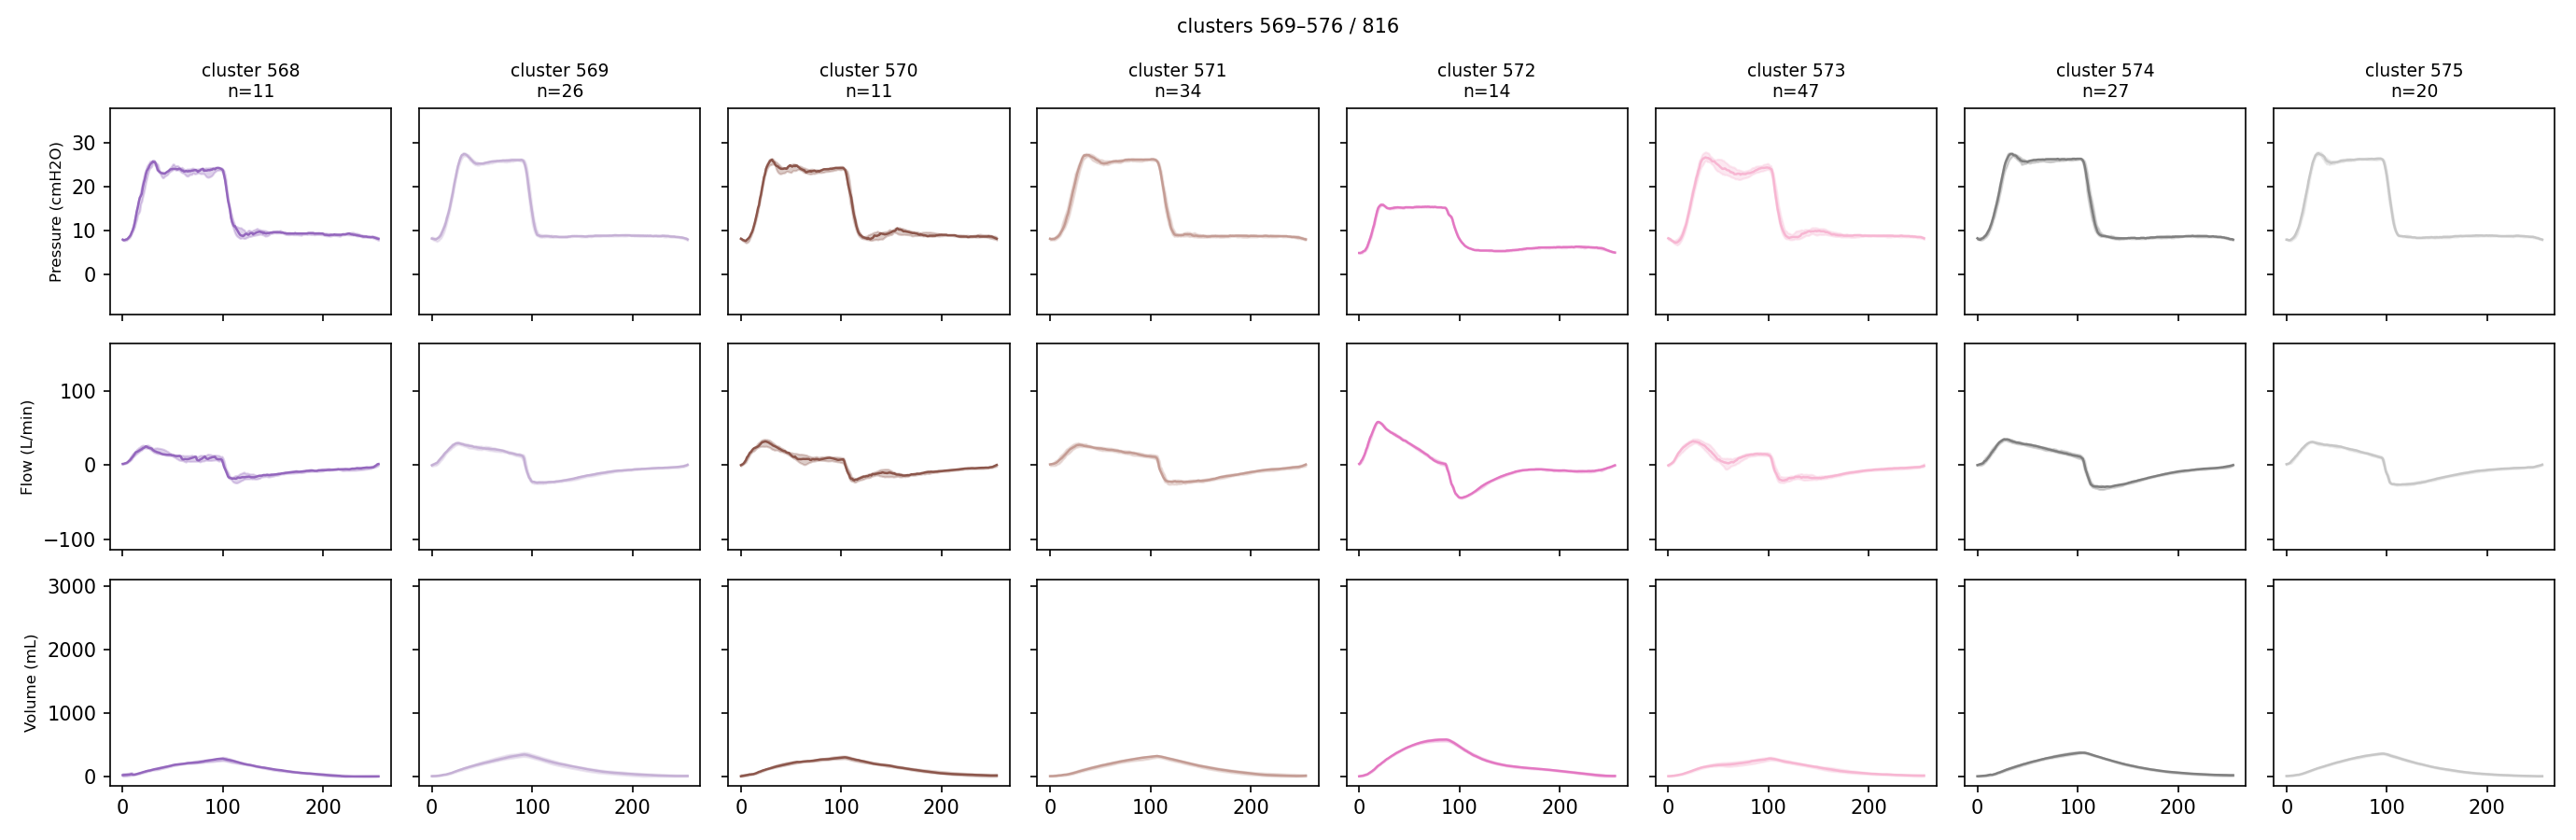 clusters 569–576 / 816
cluster 568
n=11
cluster 569
n=26
cluster 570
n=11
cluster 571
n=34
cluster 572
n=14
cluster 573
n=47
cluster 574
n=27
cluster 575
n=20
Pressure (cmH2O)
30
20
10
0
Flow (L/min)
100
0
−100
Volume (mL)
3000
2000
1000
0
0 100 200
0 100 200
0 100 200
0 100 200
0 100 200
0 100 200
0 100 200
0 100 200